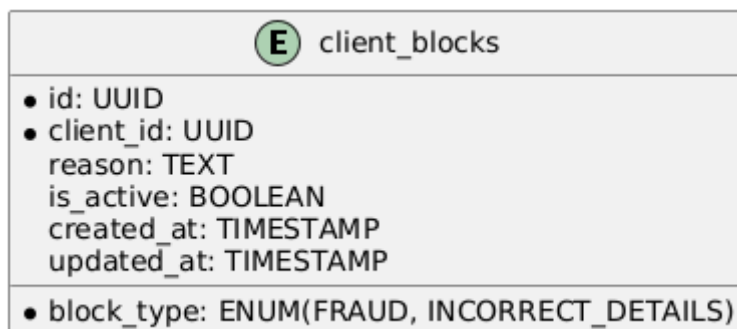 E client_blocks
● id: UUID
● client_id: UUID
reason: TEXT
is_active: BOOLEAN
created_at: TIMESTAMP
updated_at: TIMESTAMP
● block_type: ENUM(FRAUD, INCORRECT_DETAILS)